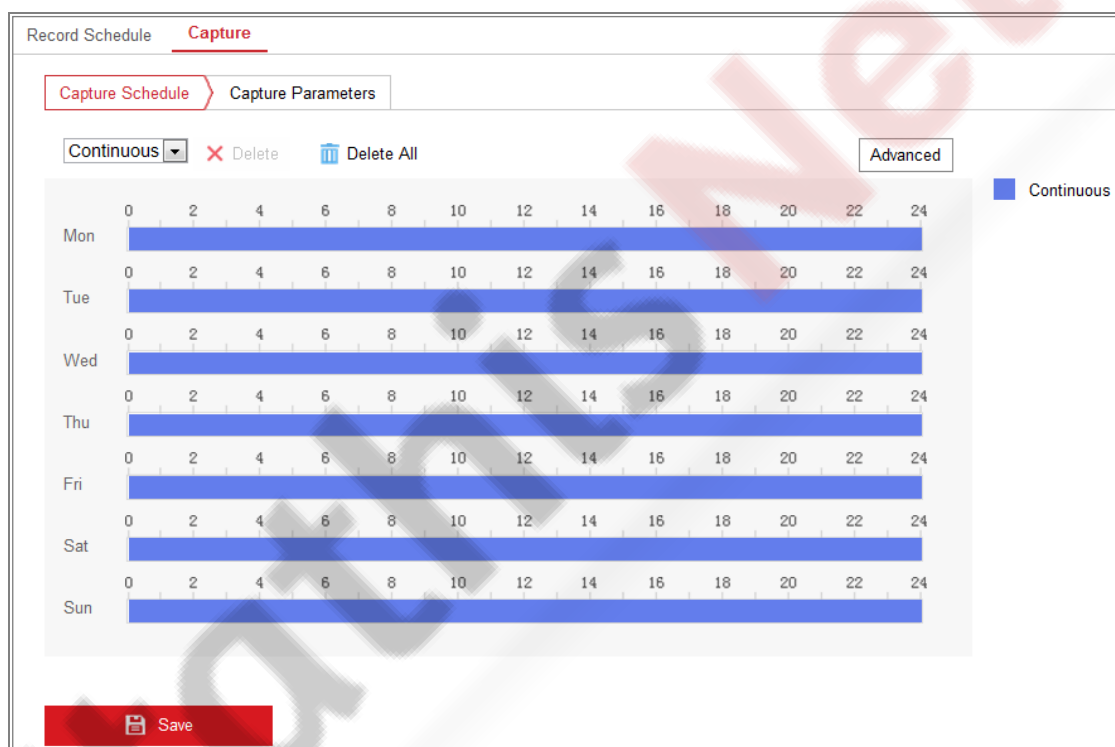 Record Schedule Capture
Capture Schedule Capture Parameters
Continuous Delete Delete All Advanced
Continuous
0 2 4 6 8 10 12 14 16 18 20 22 24
Mon
0 2 4 6 8 10 12 14 16 18 20 22 24
Tue
0 2 4 6 8 10 12 14 16 18 20 22 24
Wed
0 2 4 6 8 10 12 14 16 18 20 22 24
Thu
0 2 4 6 8 10 12 14 16 18 20 22 24
Fri
0 2 4 6 8 10 12 14 16 18 20 22 24
Sat
0 2 4 6 8 10 12 14 16 18 20 22 24
Sun
Save